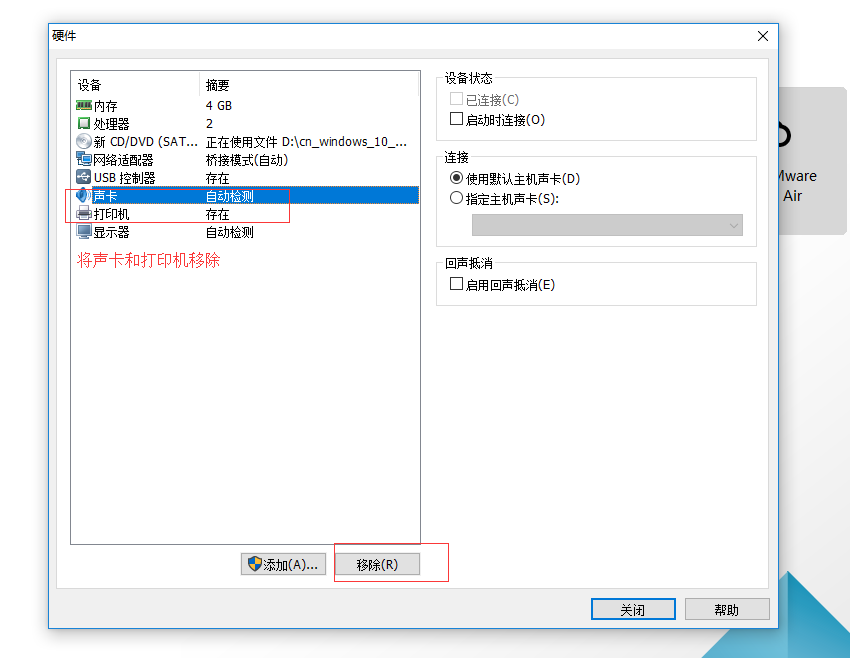 硬件
设备 摘要
内存 4 GB
处理器 2
新 CD/DVD (SAT... 正在使用文件 D:\cn_windows_10_...
网络适配器 桥接模式(自动)
USB 控制器 存在
声卡 自动检测
打印机 存在
显示器 自动检测
将声卡和打印机移除
添加(A)...
移除(R)
设备状态
已连接(C)
启动时连接(O)
连接
使用默认主机声卡(D)
指定主机声卡(S):
回声抵消
启用回声抵消(E)
关闭
帮助
Mware
Air